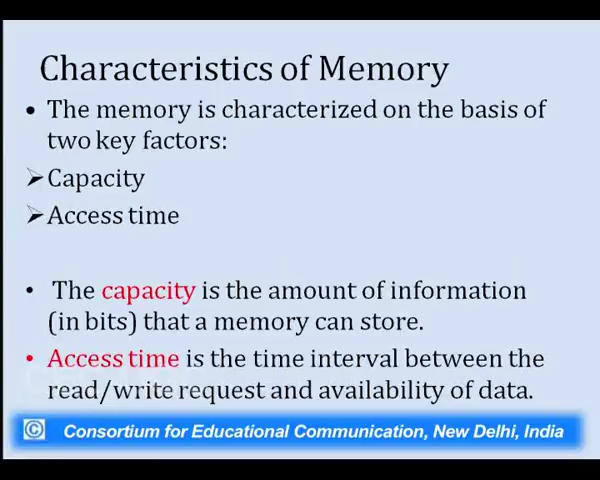 Characteristics of Memory
• The memory is characterized on the basis of
two key factors:
➢Capacity
➢Access time
• The capacity is the amount of information
(in bits) that a memory can store.
• Access time is the time interval between the
read/write request and availability of data.
© Consortium for Educational Communication, New Delhi, India